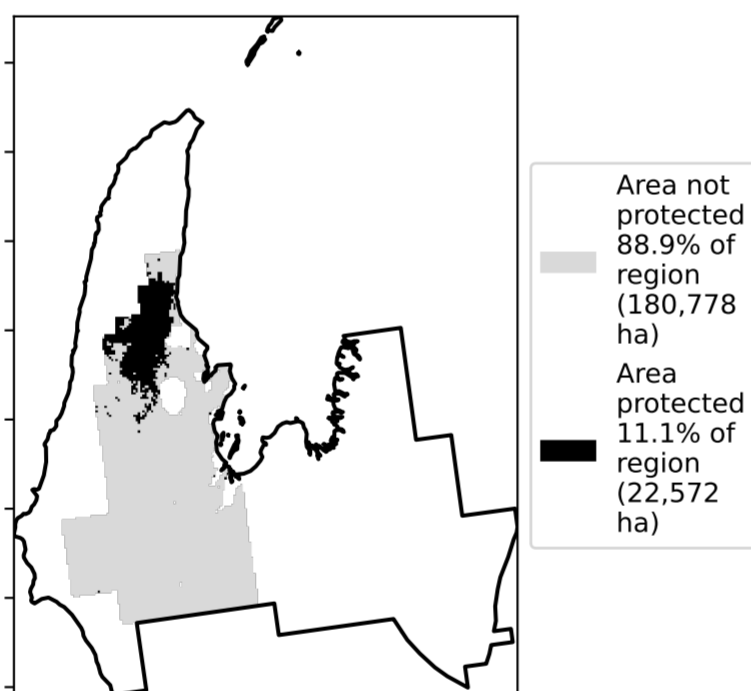 Area not
protected
88.9% of
region
(180,778
ha)
Area
protected
11.1% of
region
(22,572
ha)